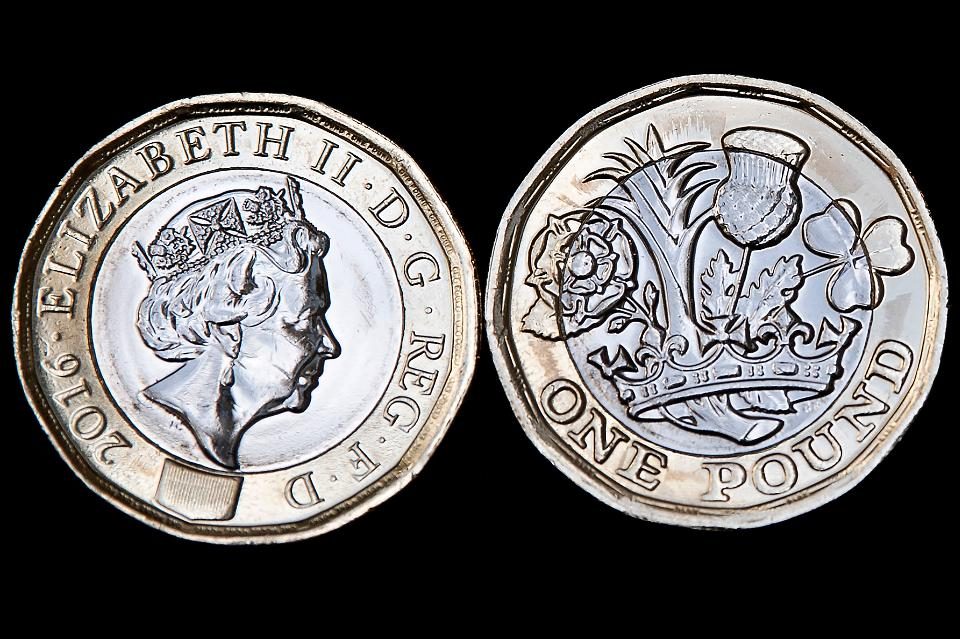 2016 · ELIZABETH II · D · G · REG · F · D
ONE POUND